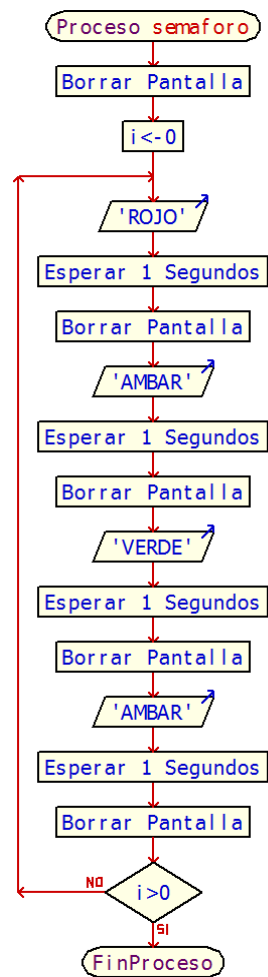 Proceso semaforo
Borrar Pantalla
i<-0
'ROJO'
Esperar 1 Segundos
Borrar Pantalla
'AMBAR'
Esperar 1 Segundos
Borrar Pantalla
'VERDE'
Esperar 1 Segundos
Borrar Pantalla
'AMBAR'
Esperar 1 Segundos
Borrar Pantalla
NO
i>0
SI
FinProceso